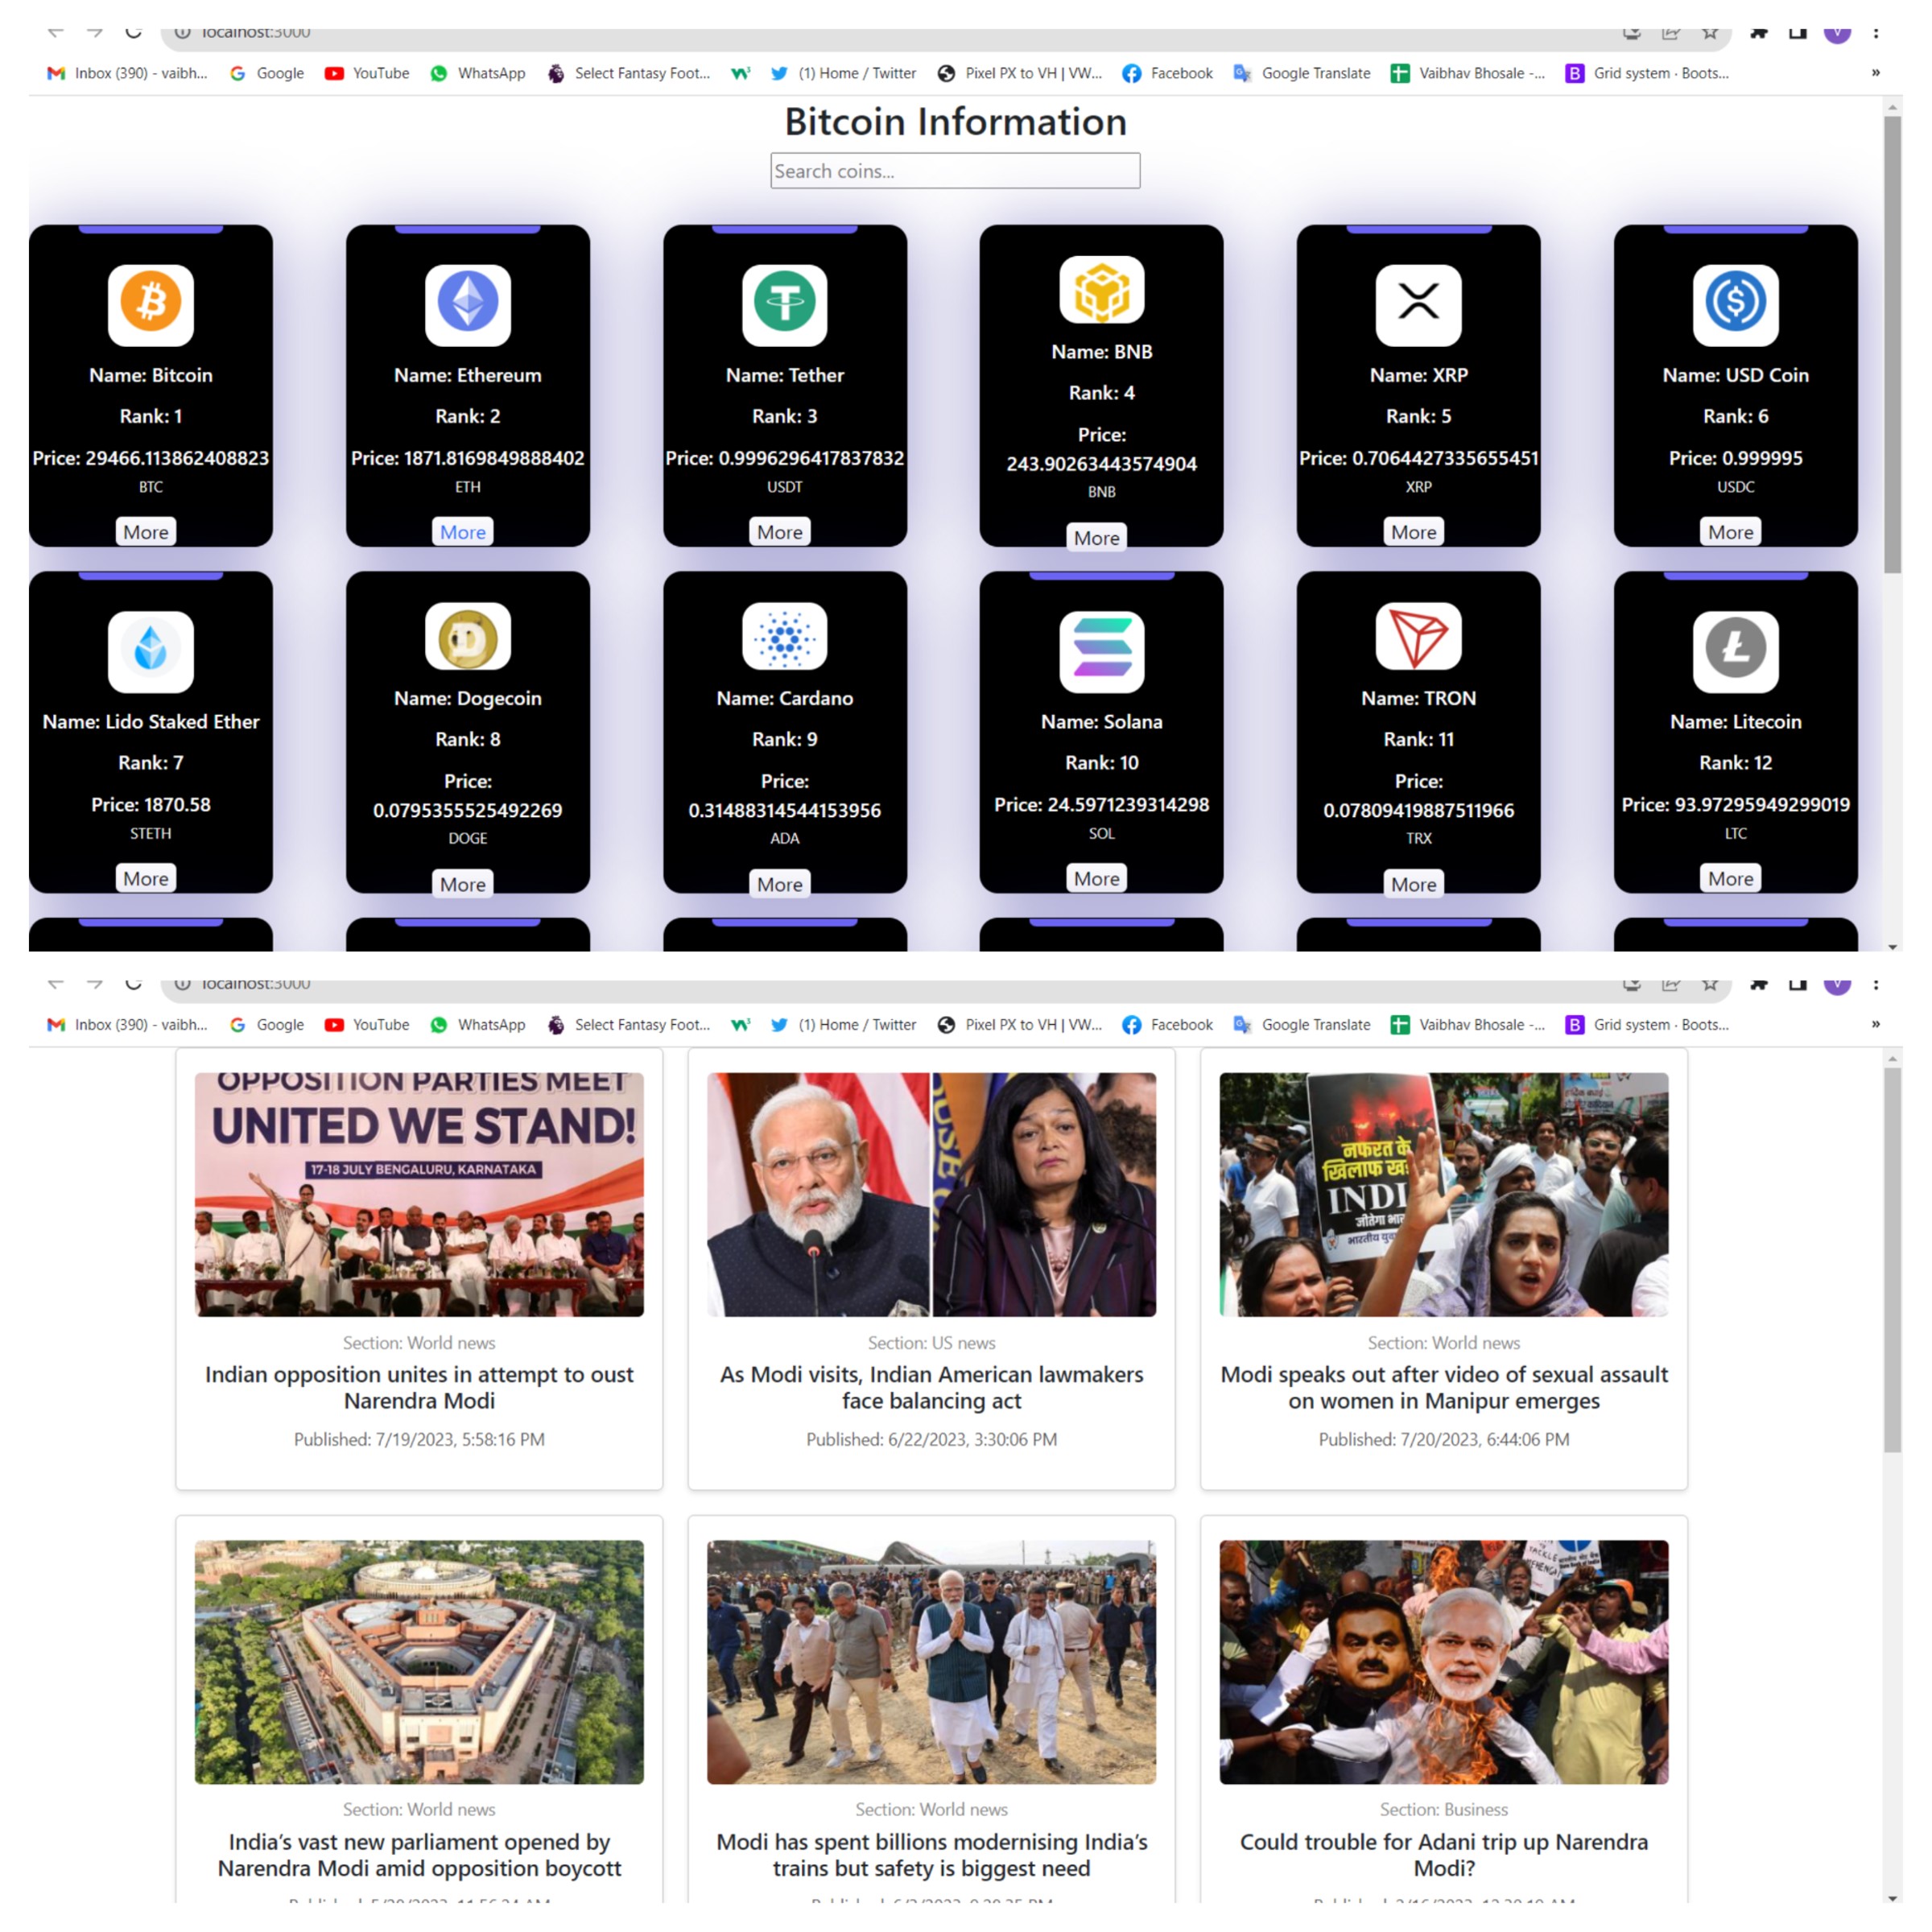 localhost:3000
Inbox (390) - vaibh... Google YouTube WhatsApp Select Fantasy Foot... (1) Home / Twitter Pixel PX to VH | VW... Facebook Google Translate Vaibhav Bhosale -... Grid system · Boots... »
Bitcoin Information
Search coins...
Name: Bitcoin
Rank: 1
Price: 29466.113862408823
BTC
More
Name: Ethereum
Rank: 2
Price: 1871.8169849888402
ETH
More
Name: Tether
Rank: 3
Price: 0.9996296417837832
USDT
More
Name: BNB
Rank: 4
Price:
243.90263443574904
BNB
More
Name: XRP
Rank: 5
Price: 0.7064427335655451
XRP
More
Name: USD Coin
Rank: 6
Price: 0.999995
USDC
More
Name: Lido Staked Ether
Rank: 7
Price: 1870.58
STETH
More
Name: Dogecoin
Rank: 8
Price:
0.0795355525492269
DOGE
More
Name: Cardano
Rank: 9
Price:
0.31488314544153956
ADA
More
Name: Solana
Rank: 10
Price: 24.5971239314298
SOL
More
Name: TRON
Rank: 11
Price:
0.07809419887511966
TRX
More
Name: Litecoin
Rank: 12
Price: 93.97295949299019
LTC
More
localhost:3000
Inbox (390) - vaibh... Google YouTube WhatsApp Select Fantasy Foot... (1) Home / Twitter Pixel PX to VH | VW... Facebook Google Translate Vaibhav Bhosale -... Grid system · Boots... »
OPPOSITION PARTIES MEET
UNITED WE STAND!
17-18 JULY BENGALURU, KARNATAKA
Section: World news
Indian opposition unites in attempt to oust
Narendra Modi
Published: 7/19/2023, 5:58:16 PM
Section: US news
As Modi visits, Indian American lawmakers
face balancing act
Published: 6/22/2023, 3:30:06 PM
नफरत के
खिलाफ
INDI
जीतेगा
भारतीय
Section: World news
Modi speaks out after video of sexual assault
on women in Manipur emerges
Published: 7/20/2023, 6:44:06 PM
Section: World news
India’s vast new parliament opened by
Narendra Modi amid opposition boycott
Section: World news
Modi has spent billions modernising India’s
trains but safety is biggest need
TACKLE
Section: Business
Could trouble for Adani trip up Narendra
Modi?